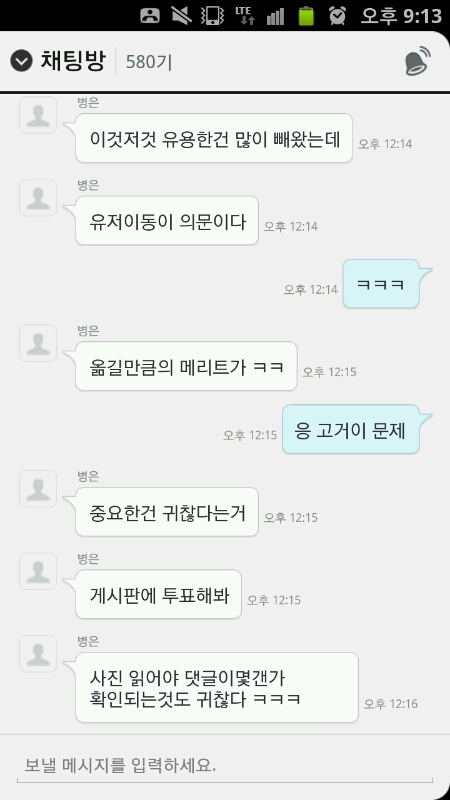 LTE
오후 9:13
채팅방 580기
병은
이것저것 유용한건 많이 빼왔는데
오후 12:14
병은
유저이동이 의문이다
오후 12:14
ㅋㅋㅋ
오후 12:14
병은
옮길만큼의 메리트가 ㅋㅋ
오후 12:15
응 고거이 문제
오후 12:15
병은
중요한건 귀찮다는거
오후 12:15
병은
게시판에 투표해봐
오후 12:15
병은
사진 읽어야 댓글이몇갠가
확인되는것도 귀찮다 ㅋㅋㅋ
오후 12:16
보낼 메시지를 입력하세요.